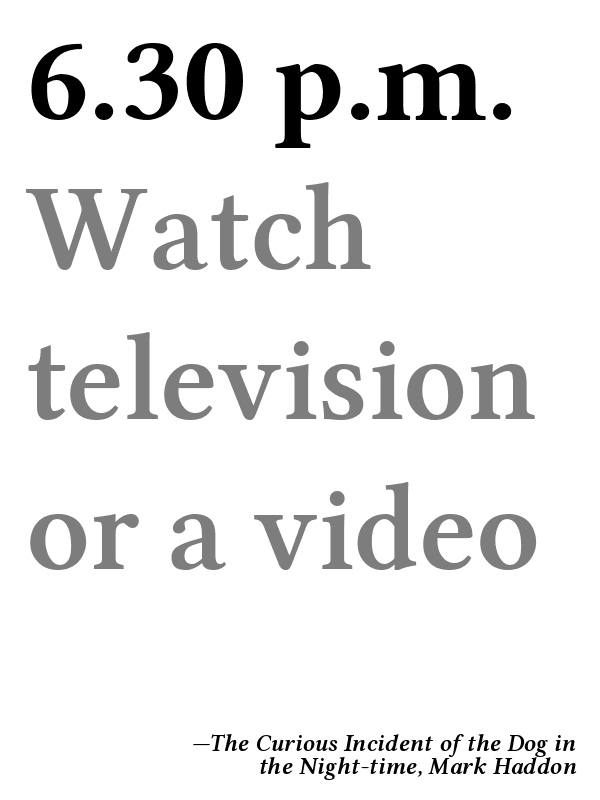 6.30 p.m.
Watch
television
or a video
—The Curious Incident of the Dog in
the Night-time, Mark Haddon